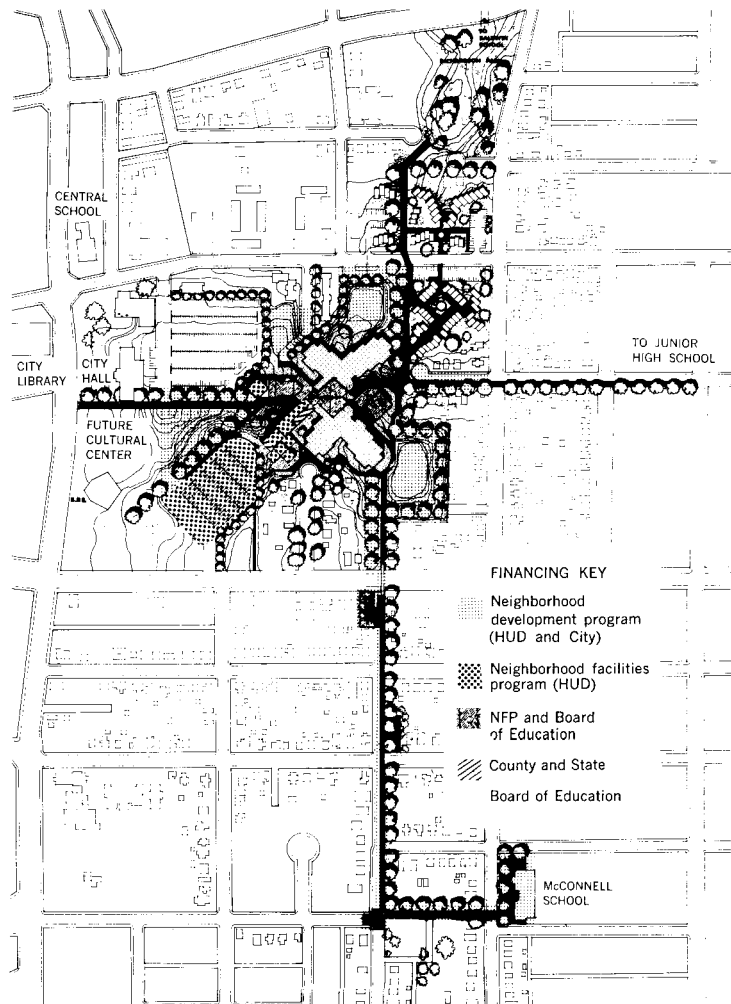 TO
SCHOOL
CENTRAL
SCHOOL
CITY
LIBRARY
CITY
HALL
TO JUNIOR
HIGH SCHOOL
FUTURE
CULTURAL
CENTER
FINANCING KEY
Neighborhood
development program
(HUD and City)
Neighborhood facilities
program (HUD)
NFP and Board
of Education
County and State
Board of Education
McCONNELL
SCHOOL